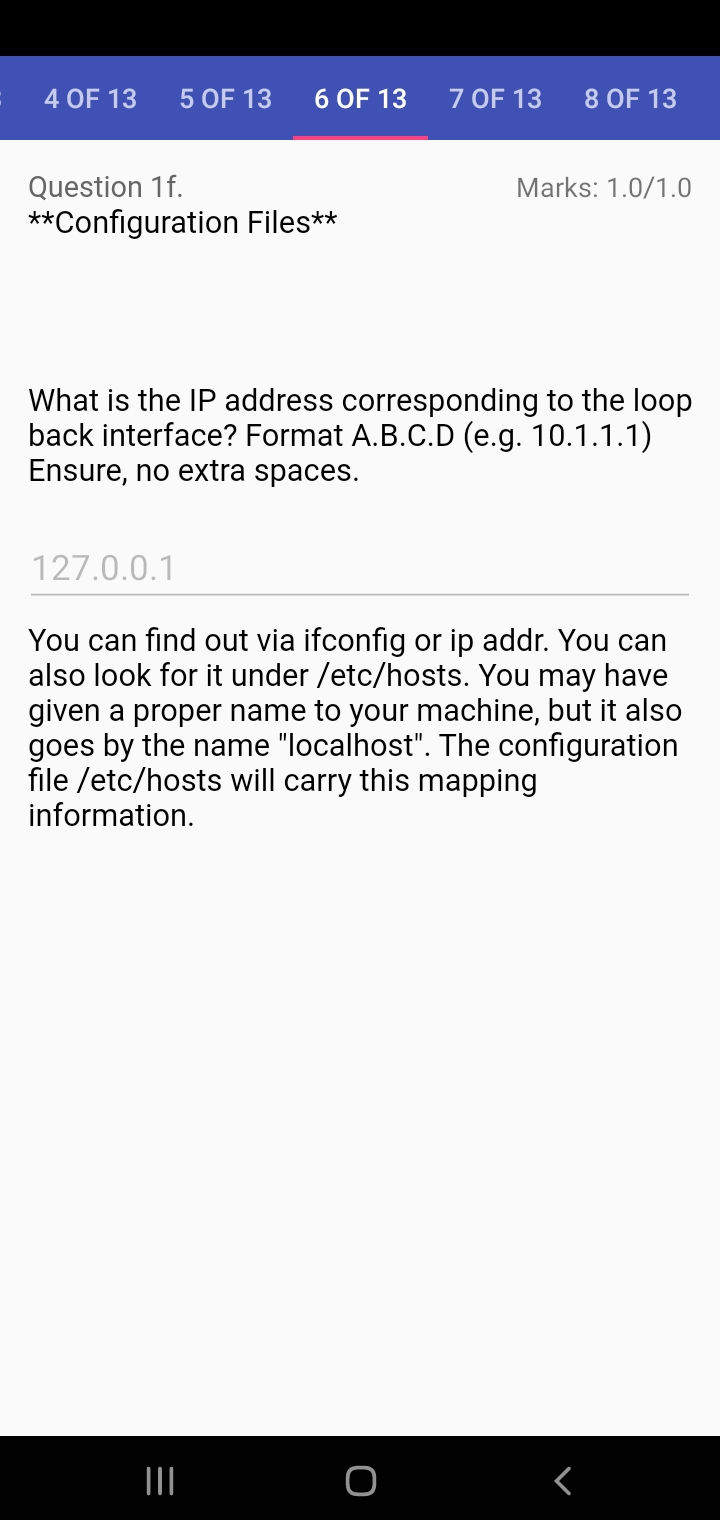 4 OF 13 5 OF 13 6 OF 13 7 OF 13 8 OF 13
Question 1f. Marks: 1.0/1.0
**Configuration Files**
What is the IP address corresponding to the loop
back interface? Format A.B.C.D (e.g. 10.1.1.1)
Ensure, no extra spaces.
127.0.0.1
You can find out via ifconfig or ip addr. You can
also look for it under /etc/hosts. You may have
given a proper name to your machine, but it also
goes by the name "localhost". The configuration
file /etc/hosts will carry this mapping
information.